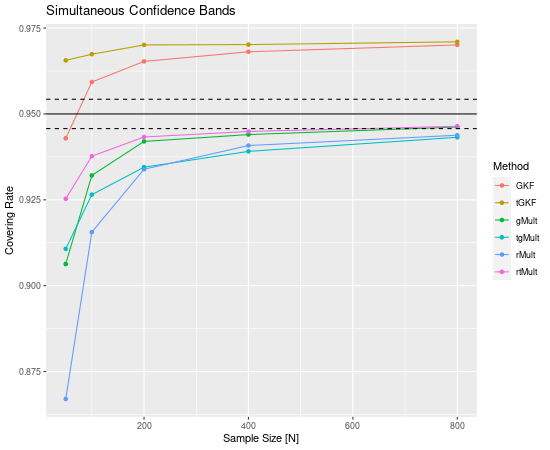 Simultaneous Confidence Bands
0.975
0.950
0.925
0.900
0.875
Covering Rate
200
400
600
800
Sample Size [N]
Method
GKF
tGKF
gMult
tgMult
rMult
rtMult